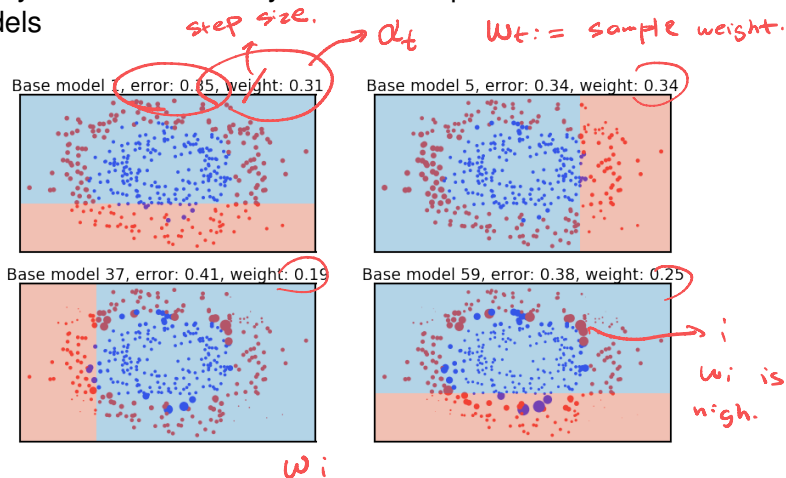 dels
step size.
αt
Wt := sample weight.
Base model 1, error: 0.35, weight: 0.31
Base model 5, error: 0.34, weight: 0.34
Base model 37, error: 0.41, weight: 0.19
Base model 59, error: 0.38, weight: 0.25
i
wi is
high.
wi